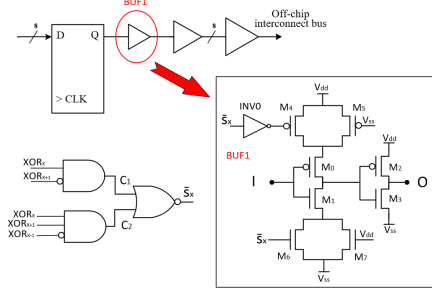 BUF1
Off-chip
interconnect bus
8
D
Q
8
> CLK
Vdd
INV0
M4
M5
S̄x
Vss
BUF1
Vdd
M0
M2
I
O
M1
M3
Vss
S̄x
Vdd
M6
M7
Vss
XORx
XORx+1
C1
S̄x
XORx
XORx+1
XORx-1
C2